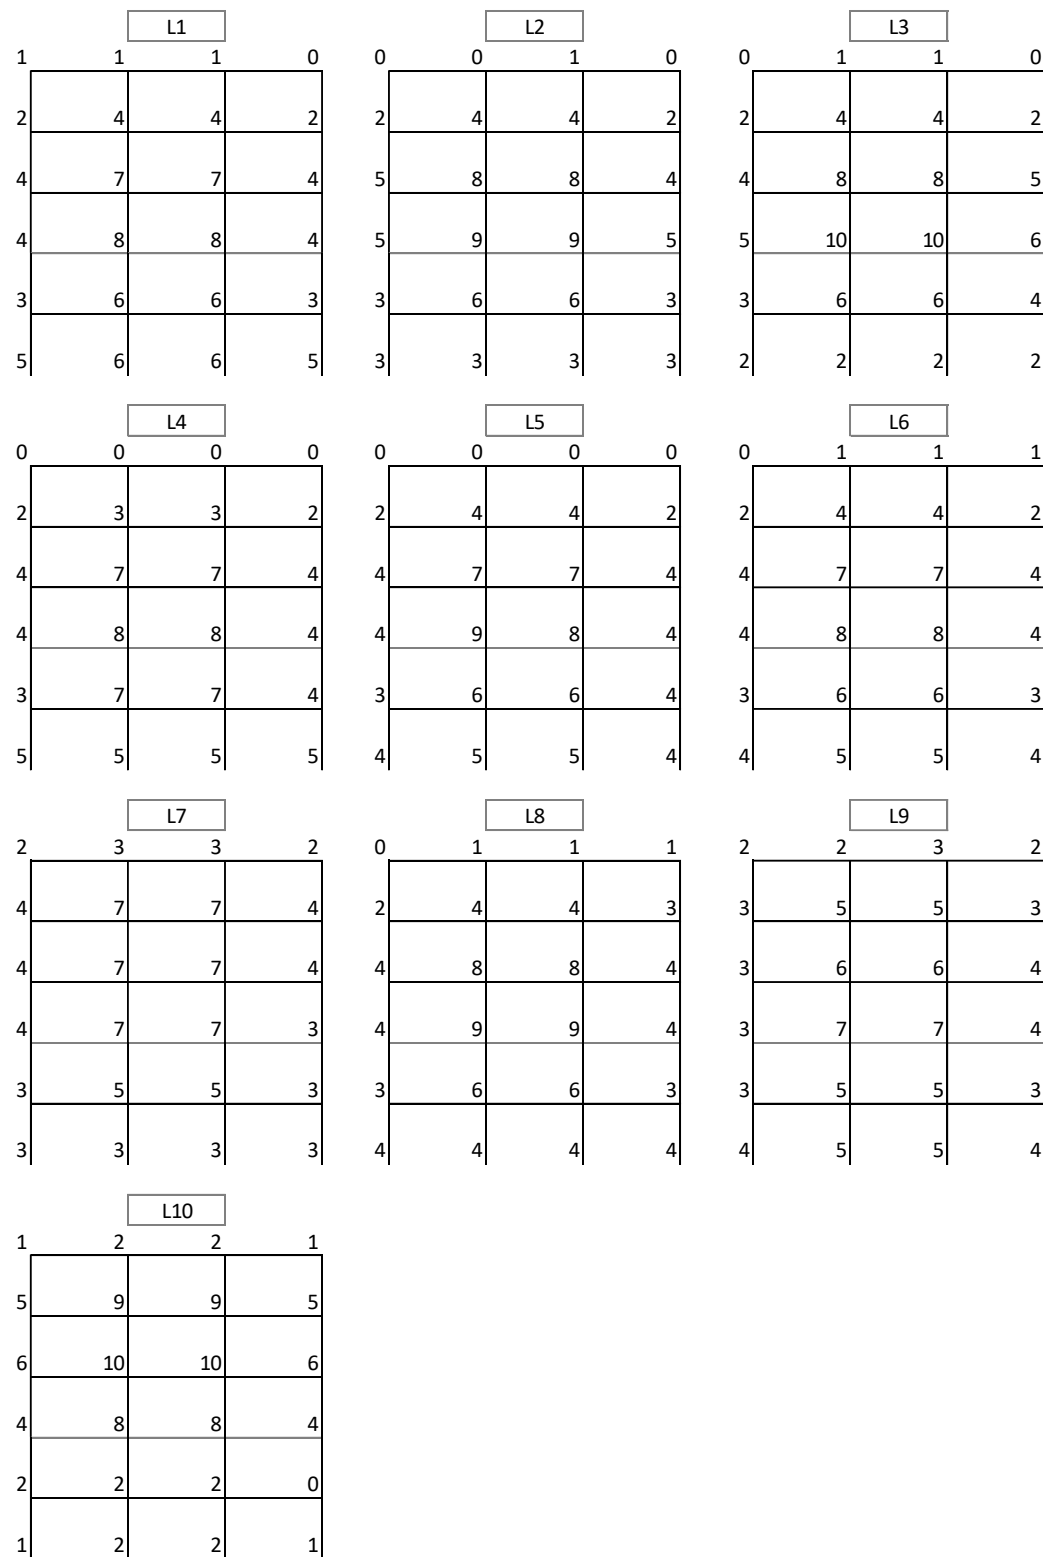 L1 L2 L3
1 1 1 0 0 0 1 0 0 1 1 0
2 4 4 2 2 4 4 2 2 4 4 2
4 7 7 4 5 8 8 4 4 8 8 5
4 8 8 4 5 9 9 5 5 10 10 6
3 6 6 3 3 6 6 3 3 6 6 4
5 6 6 5 3 3 3 3 2 2 2 2
L4 L5 L6
0 0 0 0 0 0 0 0 0 1 1 1
2 3 3 2 2 4 4 2 2 4 4 2
4 7 7 4 4 7 7 4 4 7 7 4
4 8 8 4 4 9 8 4 4 8 8 4
3 7 7 4 3 6 6 4 3 6 6 3
5 5 5 5 4 5 5 4 4 5 5 4
L7 L8 L9
2 3 3 2 0 1 1 1 2 2 3 2
4 7 7 4 2 4 4 3 3 5 5 3
4 7 7 4 4 8 8 4 3 6 6 4
4 7 7 3 4 9 9 4 3 7 7 4
3 5 5 3 3 6 6 3 3 5 5 3
3 3 3 3 4 4 4 4 4 5 5 4
L10
1 2 2 1
5 9 9 5
6 10 10 6
4 8 8 4
2 2 2 0
1 2 2 1